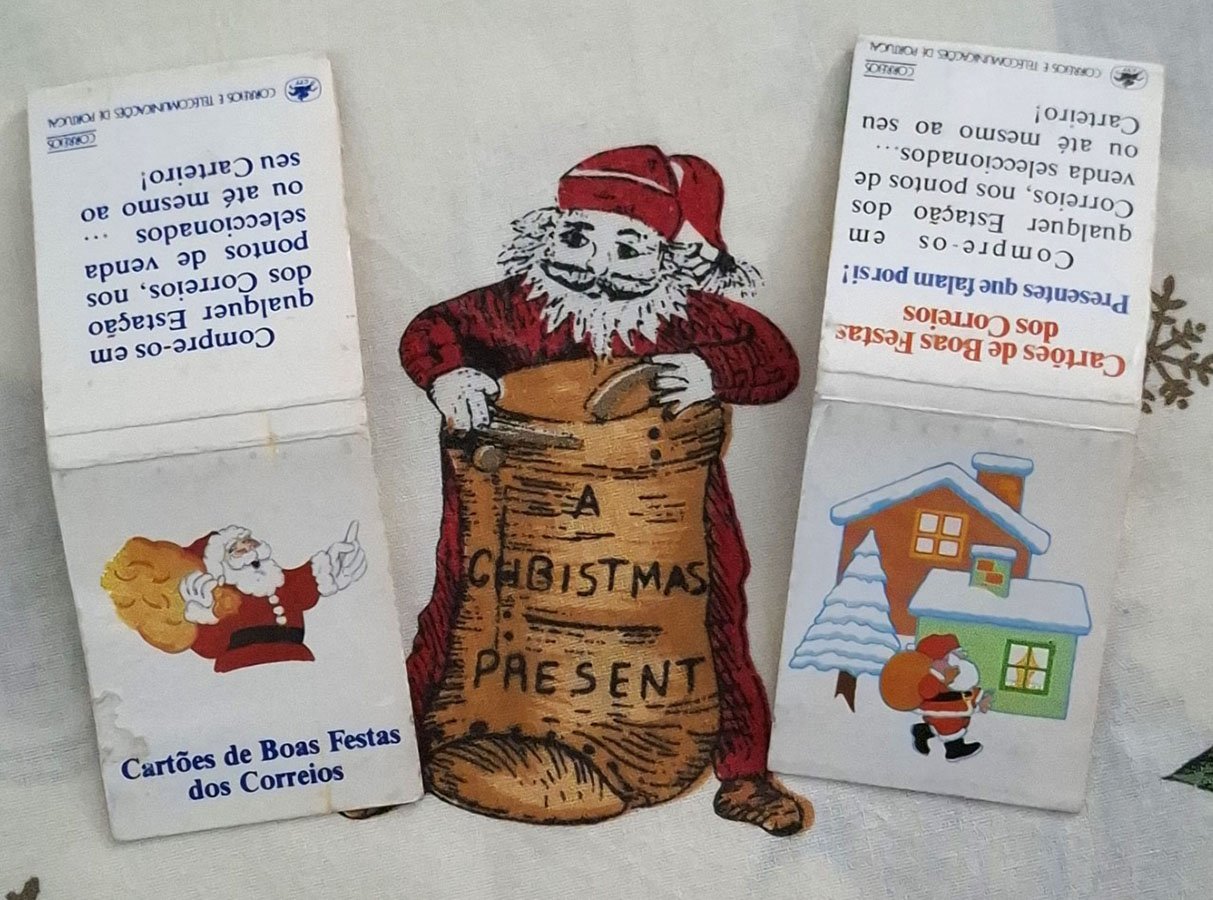 Compre-os em
qualquer Estação
dos Correios, nos
pontos de venda
seleccionados ...
ou até mesmo ao
seu Carteiro!
CORREIOS
CORREIOS E TELECOMUNICAÇÕES DE PORTUGAL
Cartões de Boas Festas
dos Correios
A
CHRISTMAS
PRESENT
Cartões de Boas Festas
dos Correios
Presentes que falam por si!
Compre-os em
qualquer Estação dos
Correios, nos pontos de
venda seleccionados...
ou até mesmo ao seu
Carteiro!
CORREIOS
CORREIOS E TELECOMUNICAÇÕES DE PORTUGAL